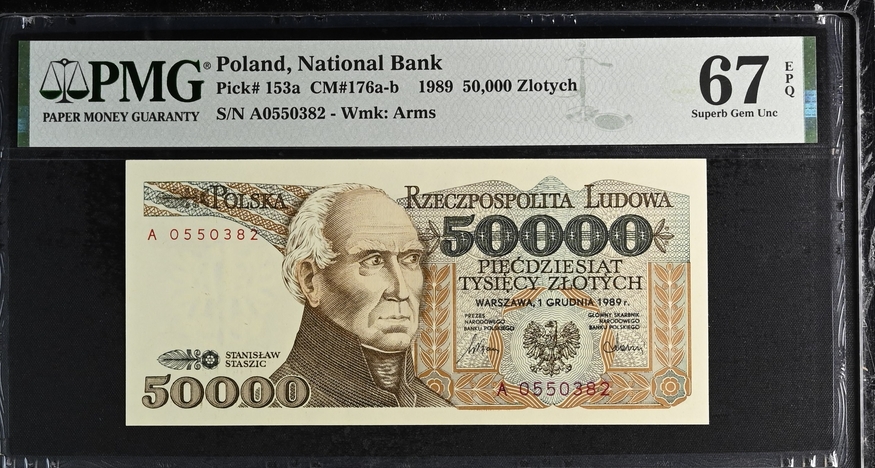 PMG® Poland, National Bank
Pick# 153a CM#176a-b 1989 50,000 Zlotych
PAPER MONEY GUARANTY S/N A0550382 - Wmk: Arms
67 EPQ
Superb Gem Unc
POLSKA RZECZPOSPOLITA LUDOWA
A 0550382
50000
PIĘĆDZIESIĄT
TYSIĘCY ZŁOTYCH
WARSZAWA, 1 GRUDNIA 1989 r.
PREZES
NARODOWEGO
BANKU POLSKIEGO
GŁÓWNY SKARBNIK
NARODOWEGO
BANKU POLSKIEGO
STANISŁAW
STASZIC
50000
A 0550382